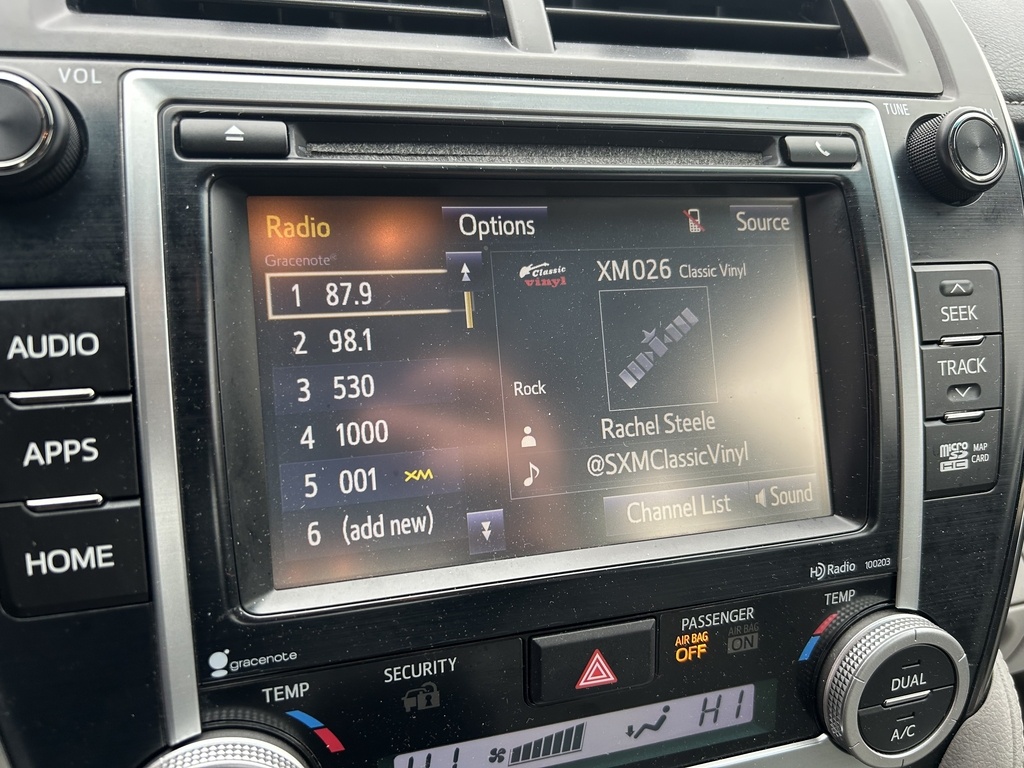 VOL
TUNE
Radio
Options
Source
Gracenote®
1 87.9
2 98.1
3 530
4 1000
5 001 XM
6 (add new)
Classic
vinyl
XM026 Classic Vinyl
Rock
Rachel Steele
@SXMClassicVinyl
Channel List
Sound
AUDIO
APPS
HOME
SEEK
TRACK
micro
SD
HC
MAP
CARD
HD Radio 100203
gracenote
TEMP
SECURITY
PASSENGER
AIR BAG
OFF
AIR BAG
ON
TEMP
DUAL
A/C
HI